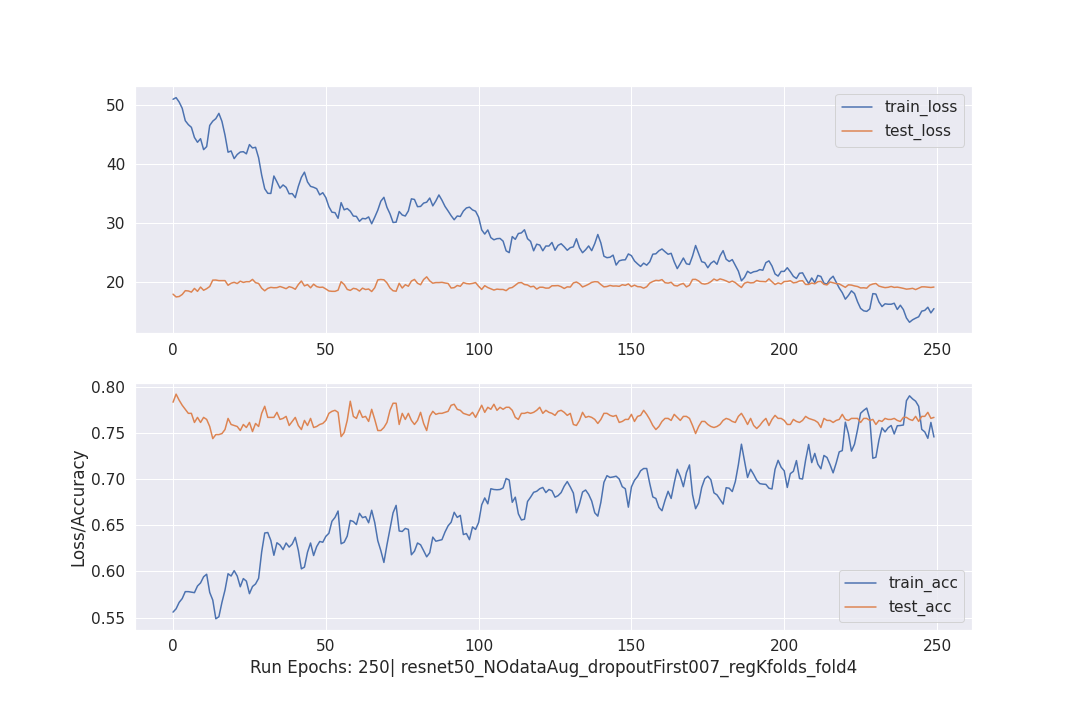 50
40
30
20
train_loss
test_loss
0 50 100 150 200 250
0.80
0.75
0.70
0.65
0.60
0.55
Loss/Accuracy
train_acc
test_acc
0 50 100 150 200 250
Run Epochs: 250| resnet50_NOdataAug_dropoutFirst007_regKfolds_fold4